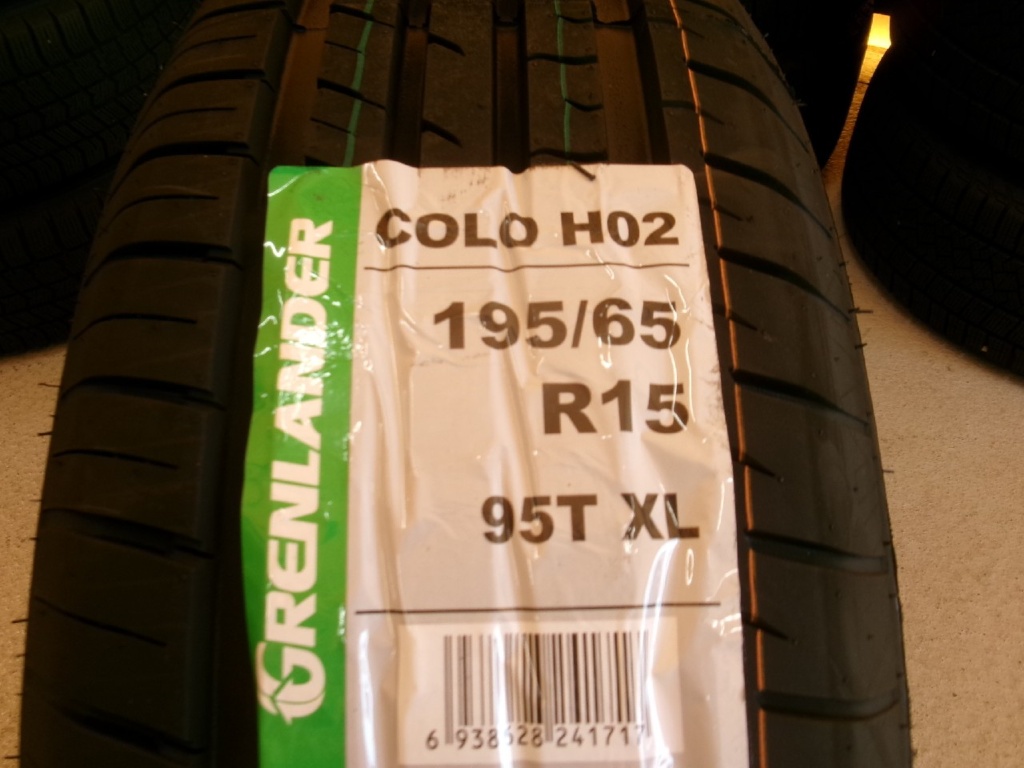 GRENLANDER
COLO H02
195/65
R15
95T XL
6 938628 241717